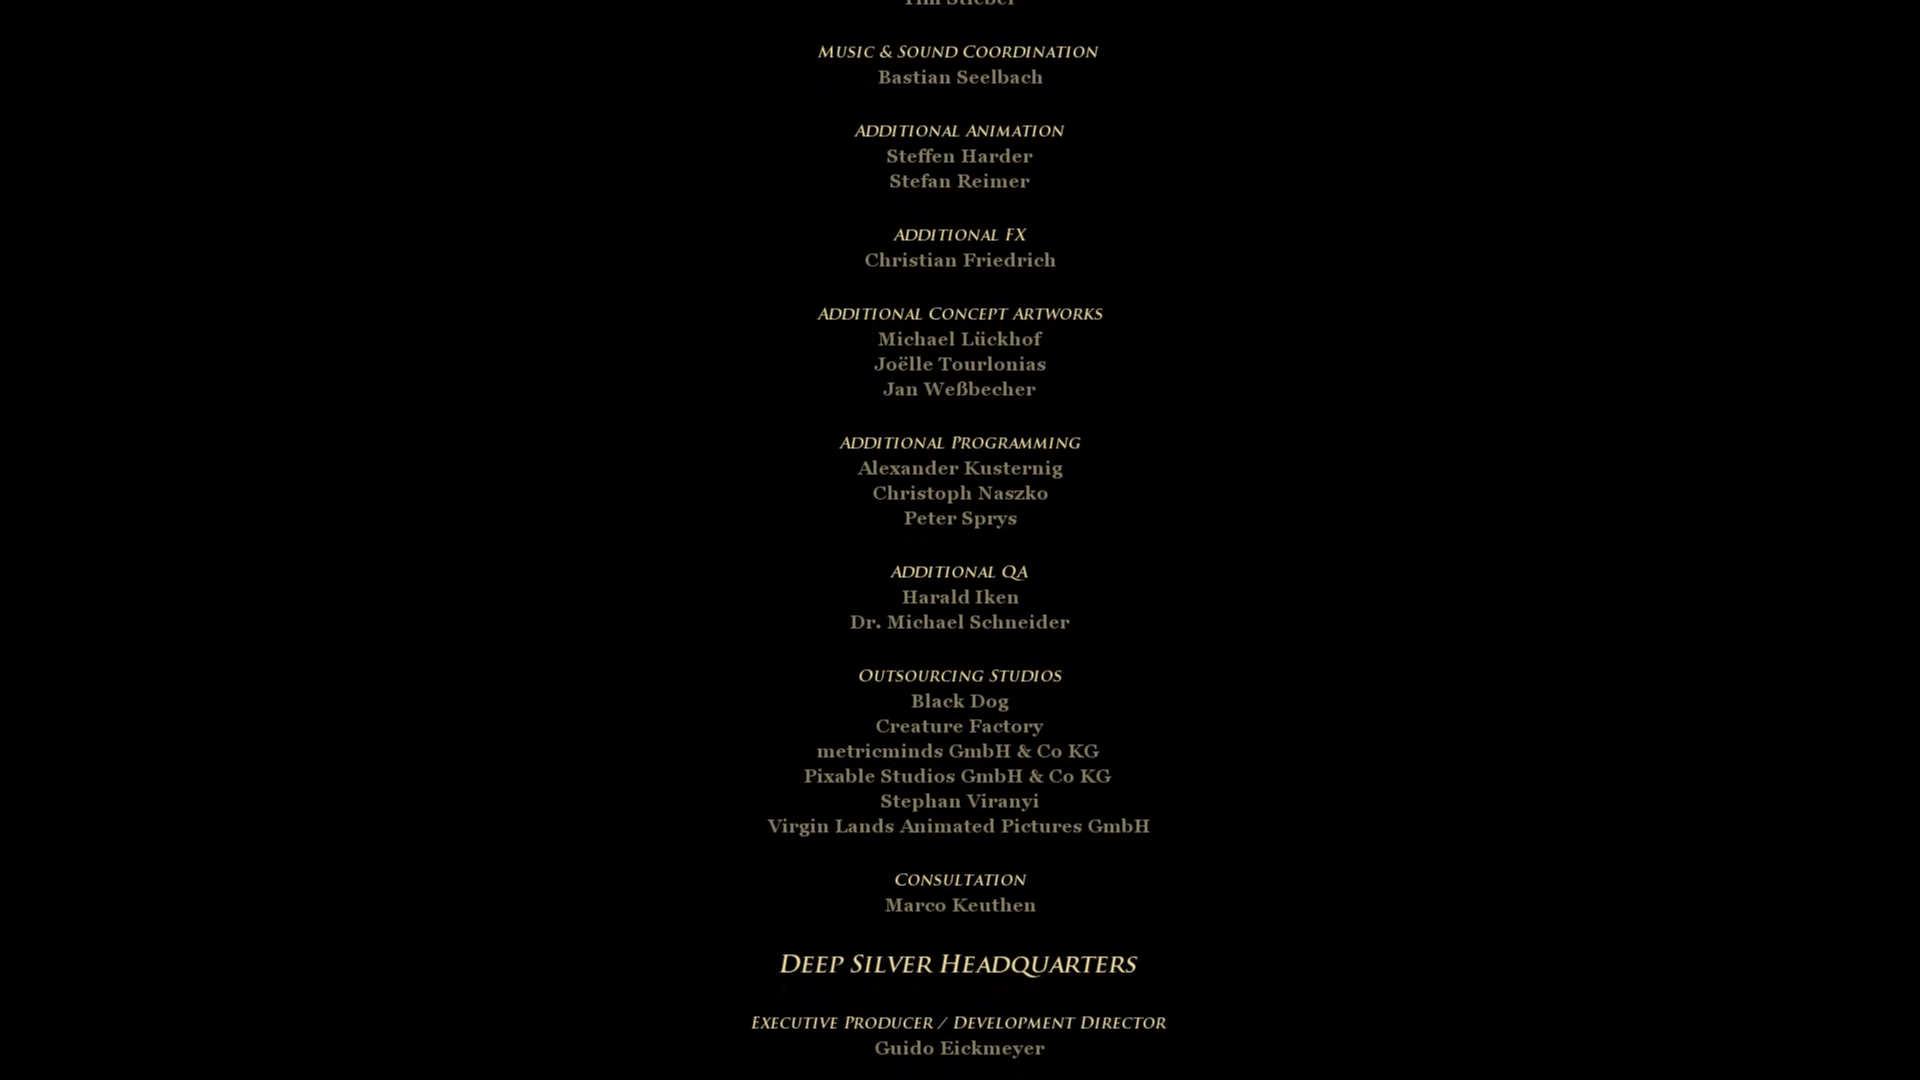 Tim Stieber
Music & Sound Coordination
Bastian Seelbach
Additional Animation
Steffen Harder
Stefan Reimer
Additional FX
Christian Friedrich
Additional Concept Artworks
Michael Lückhof
Joëlle Tourlonias
Jan Weßbecher
Additional Programming
Alexander Kusternig
Christoph Naszko
Peter Sprys
Additional QA
Harald Iken
Dr. Michael Schneider
Outsourcing Studios
Black Dog
Creature Factory
metricminds GmbH & Co KG
Pixable Studios GmbH & Co KG
Stephan Viranyi
Virgin Lands Animated Pictures GmbH
Consultation
Marco Keuthen
Deep Silver Headquarters
Executive Producer / Development Director
Guido Eickmeyer